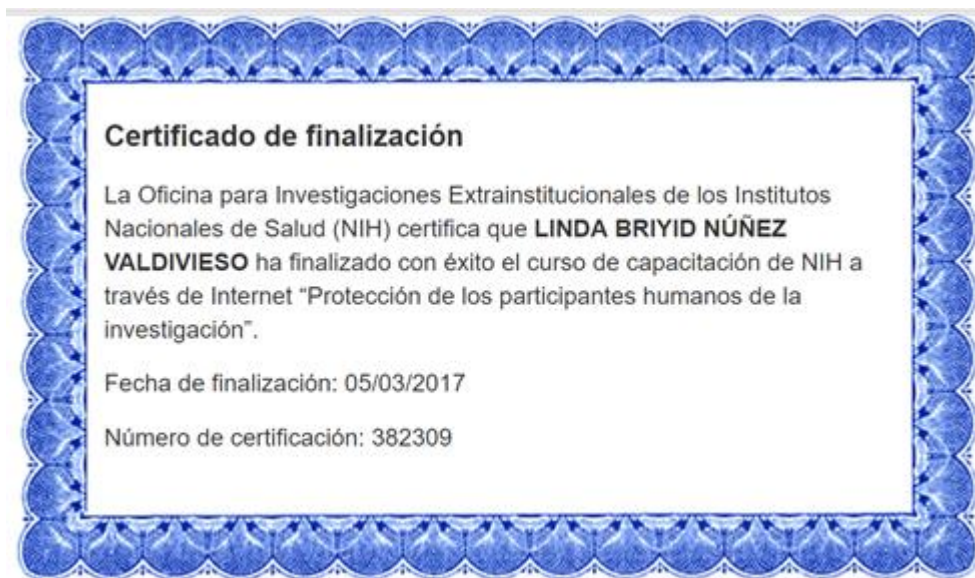 Certificado de finalización
La Oficina para Investigaciones Extrainstitucionales de los Institutos
Nacionales de Salud (NIH) certifica que LINDA BRIYID NÚÑEZ
VALDIVIESO ha finalizado con éxito el curso de capacitación de NIH a
través de Internet “Protección de los participantes humanos de la
investigación”.
Fecha de finalización: 05/03/2017
Número de certificación: 382309